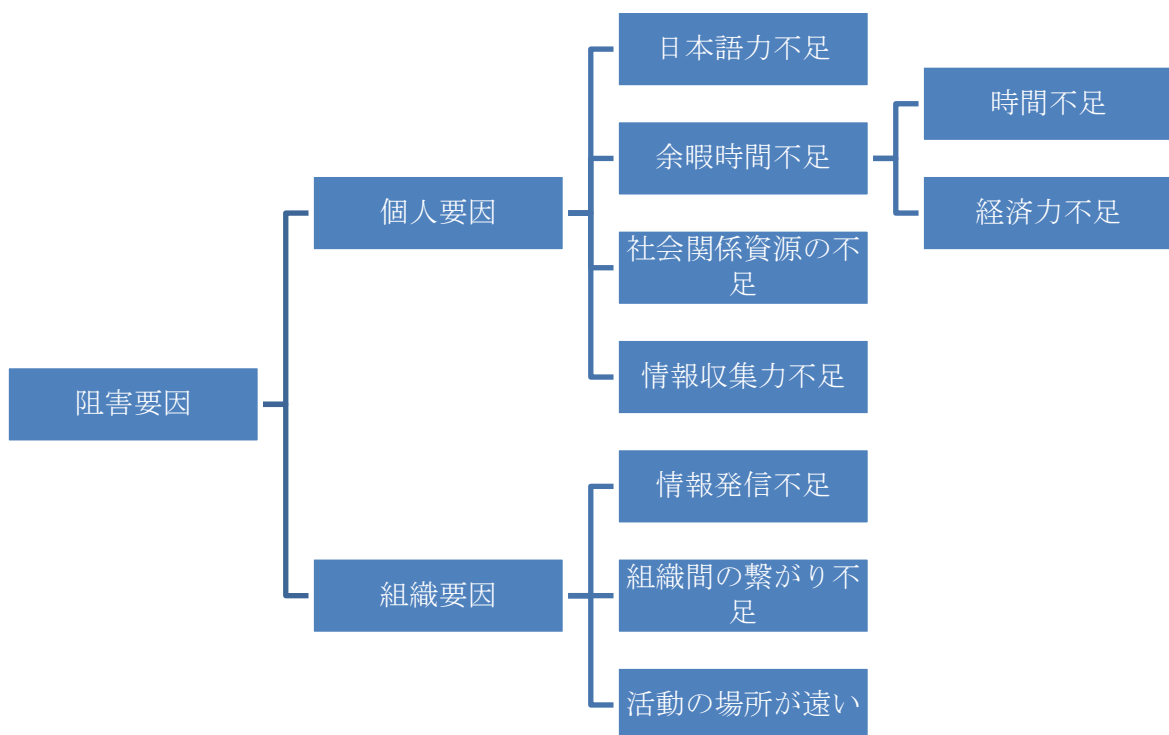 日本語力不足
時間不足
余暇時間不足
経済力不足
個人要因
社会関係資源の不
足
情報収集力不足
阻害要因
情報発信不足
組織要因
組織間の繋がり不
足
活動の場所が遠い